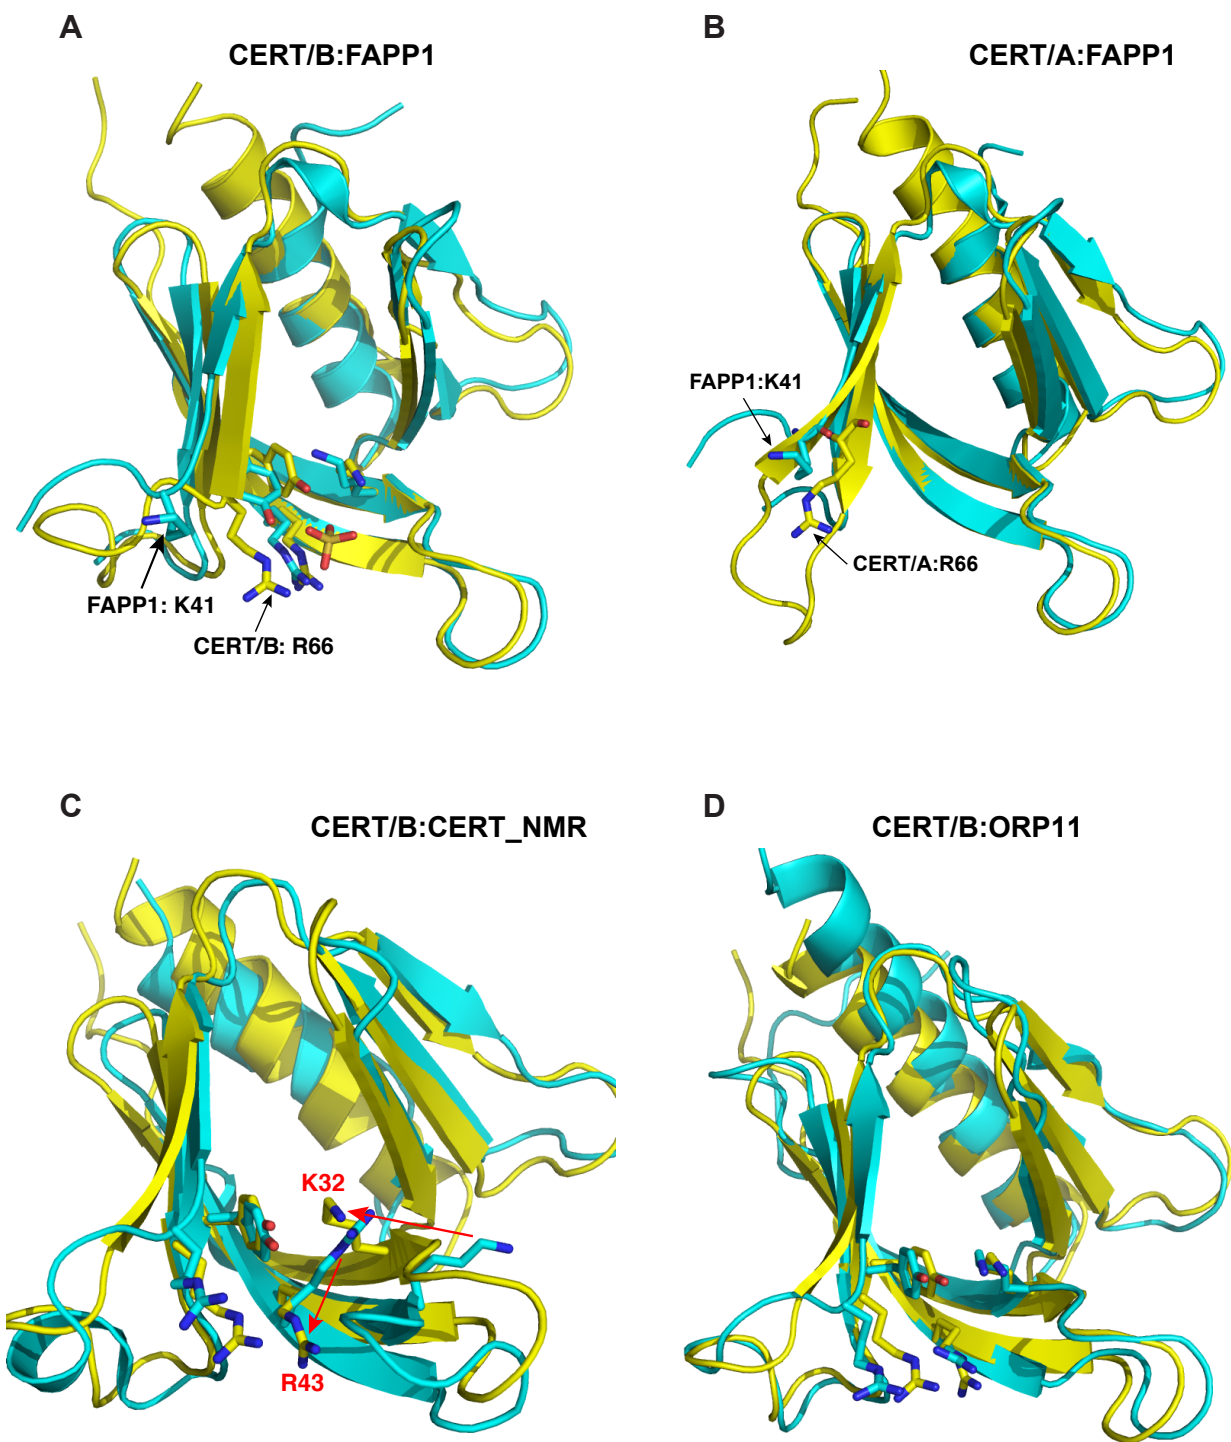 A
CERT/B:FAPP1
FAPP1: K41
CERT/B: R66
B
CERT/A:FAPP1
FAPP1:K41
CERT/A:R66
C
CERT/B:CERT_NMR
K32
R43
D
CERT/B:ORP11